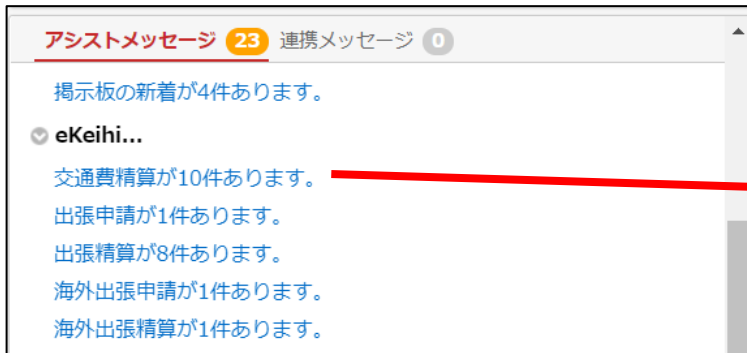 アシストメッセージ 23 連携メッセージ 0
掲示板の新着が4件あります。
eKeihi...
交通費精算が10件あります。
出張申請が1件あります。
出張精算が8件あります。
海外出張申請が1件あります。
海外出張精算が1件あります。